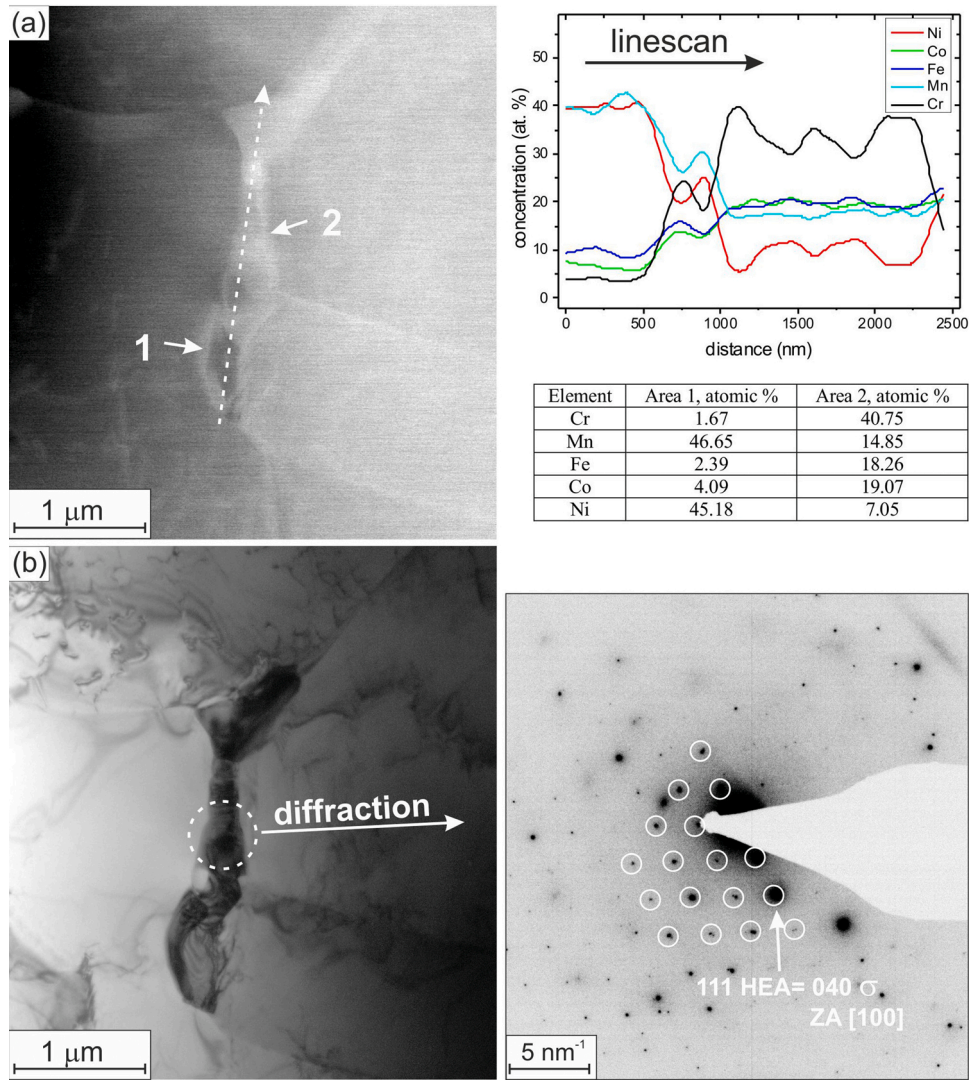 (a)
2
1
1 μm
linescan
Ni
Co
Fe
Mn
Cr
50
40
30
20
10
0
concentration (at. %)
0 500 1000 1500 2000 2500
distance (nm)
Element Area 1, atomic % Area 2, atomic %
Cr 1.67 40.75
Mn 46.65 14.85
Fe 2.39 18.26
Co 4.09 19.07
Ni 45.18 7.05
(b)
diffraction
1 μm
111 HEA= 040 σ
ZA [100]
5 nm⁻¹